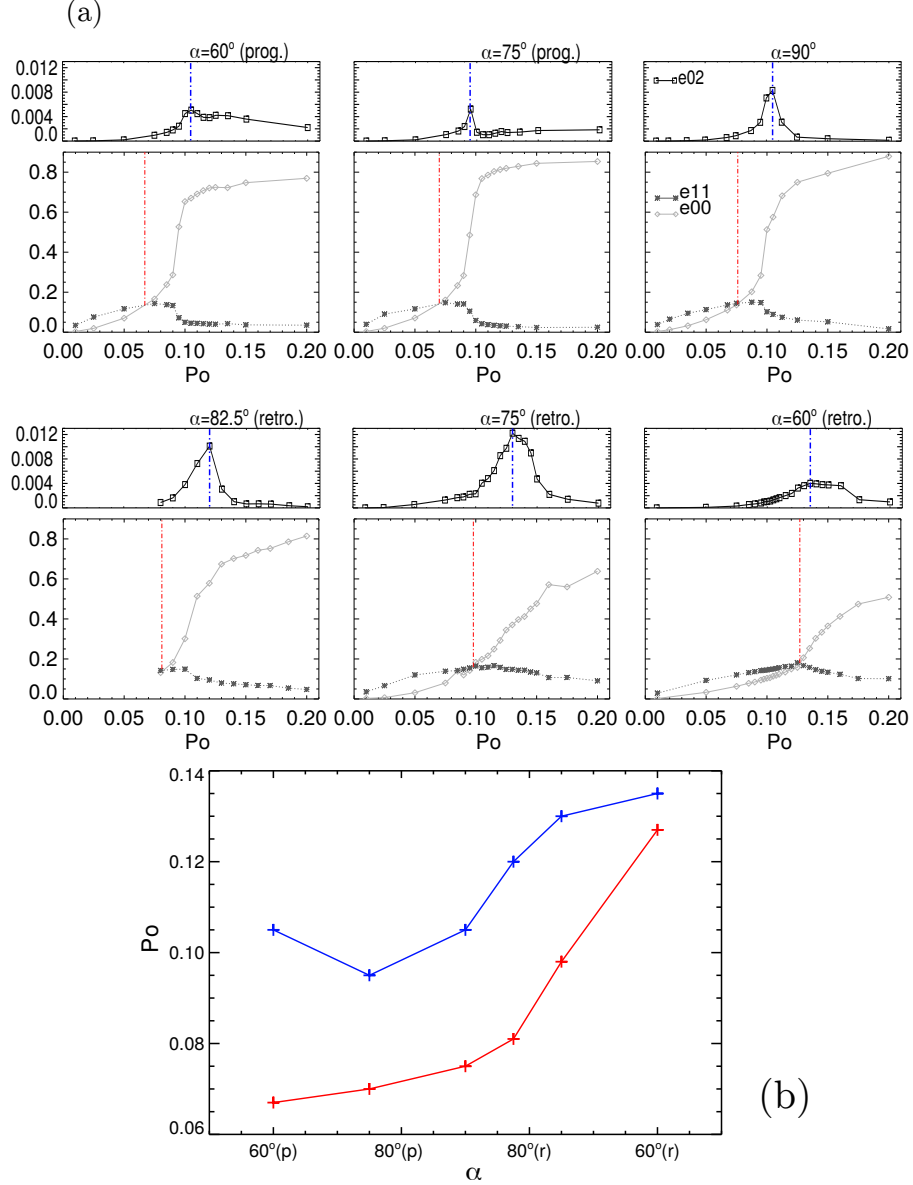 (a)
α=60° (prog.) α=75° (prog.) α=90°
0.012
0.008
0.004
0.0
e02
0.8
0.6
0.4
0.2
0.0
e11
e00
0.00 0.05 0.10 0.15 0.20 0.00 0.05 0.10 0.15 0.20 0.00 0.05 0.10 0.15 0.20
Po Po Po
α=82.5° (retro.) α=75° (retro.) α=60° (retro.)
0.012
0.008
0.004
0.0
0.8
0.6
0.4
0.2
0.0
0.00 0.05 0.10 0.15 0.20 0.00 0.05 0.10 0.15 0.20 0.00 0.05 0.10 0.15 0.20
Po Po Po
0.14
0.12
0.10
0.08
0.06
Po
60°(p) 80°(p) 80°(r) 60°(r)
α
(b)